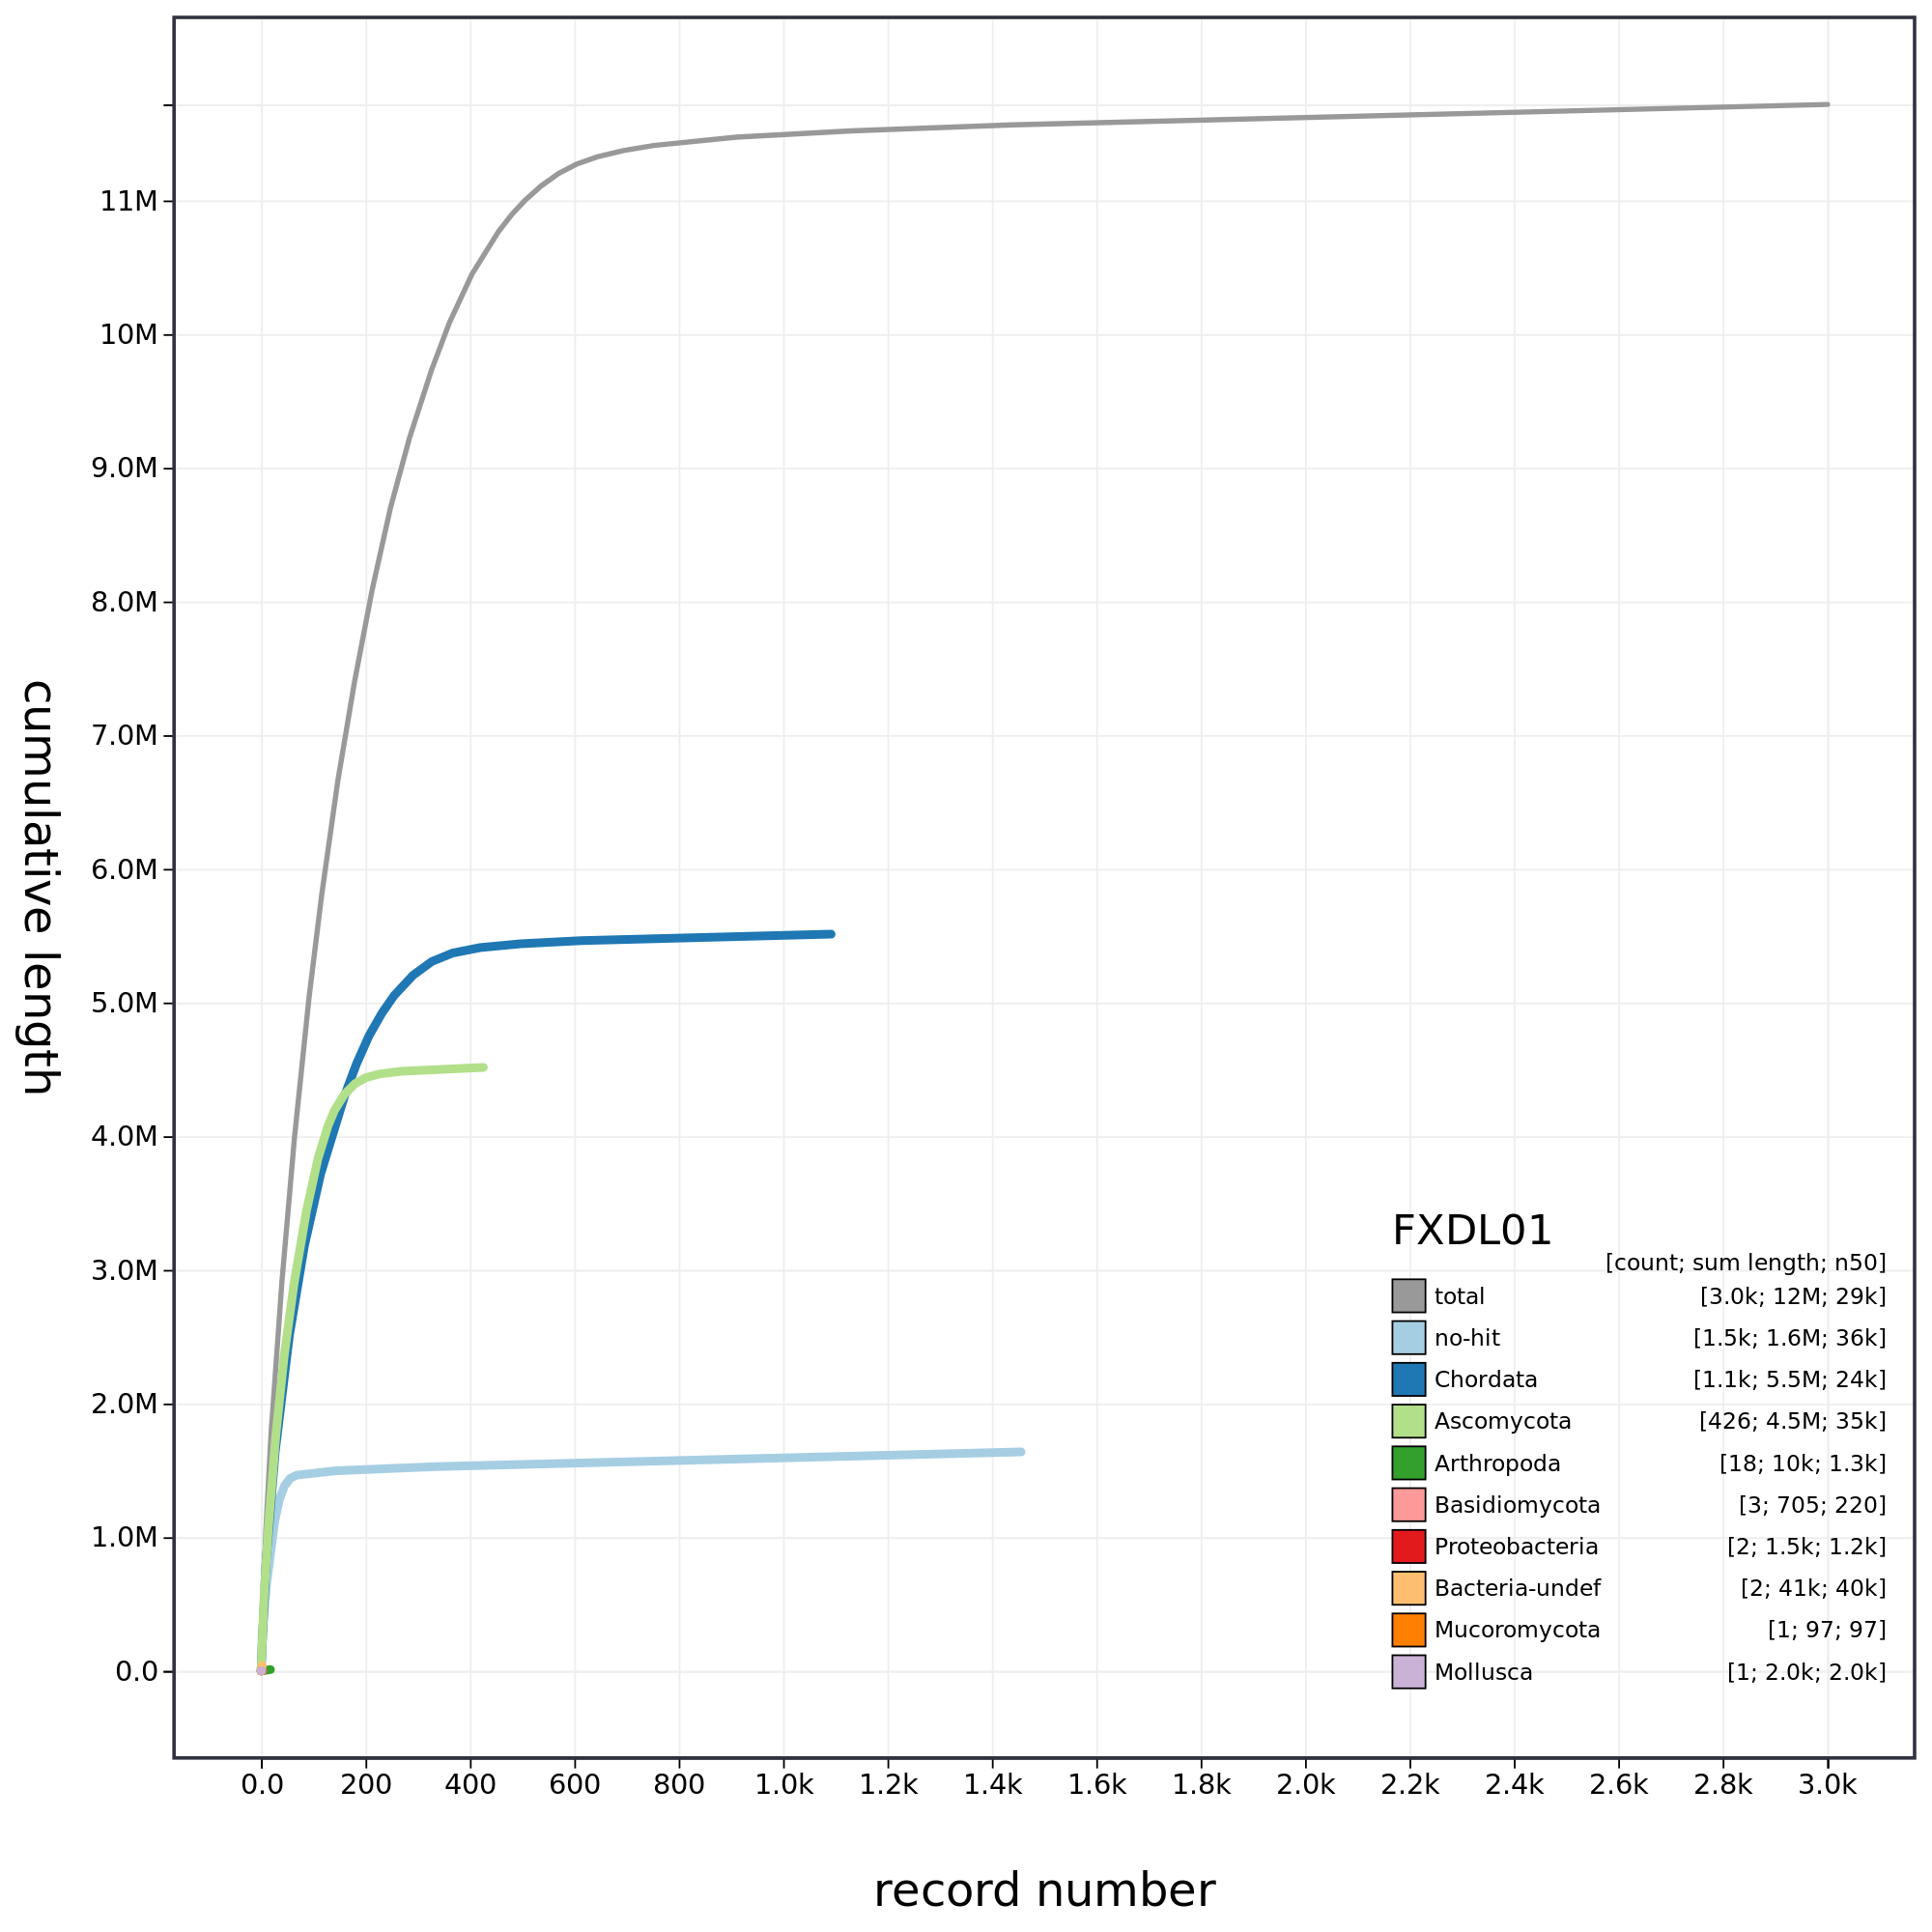 cumulative length
11M
10M
9.0M
8.0M
7.0M
6.0M
5.0M
4.0M
3.0M
2.0M
1.0M
0.0
FXDL01
[count; sum length; n50]
total [3.0k; 12M; 29k]
no-hit [1.5k; 1.6M; 36k]
Chordata [1.1k; 5.5M; 24k]
Ascomycota [426; 4.5M; 35k]
Arthropoda [18; 10k; 1.3k]
Basidiomycota [3; 705; 220]
Proteobacteria [2; 1.5k; 1.2k]
Bacteria-undef [2; 41k; 40k]
Mucoromycota [1; 97; 97]
Mollusca [1; 2.0k; 2.0k]
0.0 200 400 600 800 1.0k 1.2k 1.4k 1.6k 1.8k 2.0k 2.2k 2.4k 2.6k 2.8k 3.0k
record number